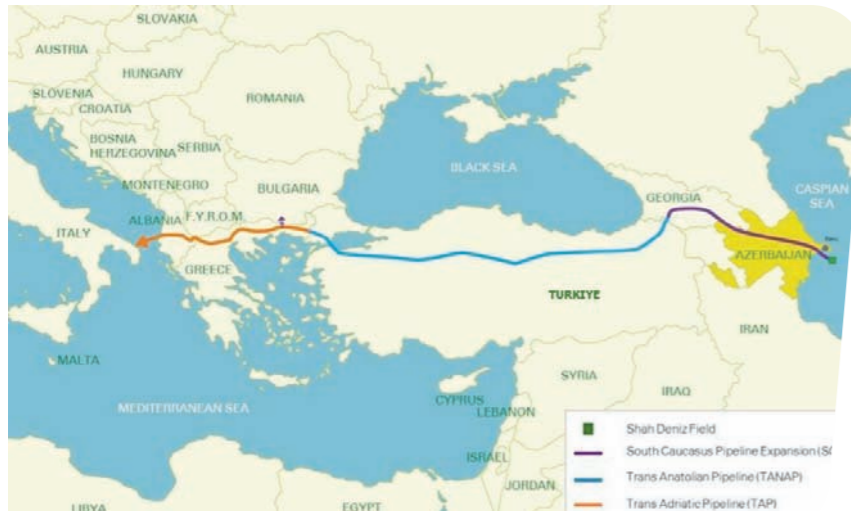 SLOVAKIA
AUSTRIA
HUNGARY
SLOVENIA
CROATIA
ROMANIA
BOSNIA
HERZEGOVINA
SERBIA
BLACK SEA
MONTENEGRO
BULGARIA
GEORGIA
CASPIAN
SEA
ALBANIA
F.Y.R.O.M.
ITALY
AZERBAIJAN
GREECE
TURKIYE
IRAN
MALTA
SYRIA
IRAQ
CYPRUS
MEDITERRANEAN SEA
LEBANON
ISRAEL
JORDAN
LIBYA
EGYPT
Shah Deniz Field
South Caucasus Pipeline Expansion (SC
Trans Anatolian Pipeline (TANAP)
Trans Adriatic Pipeline (TAP)